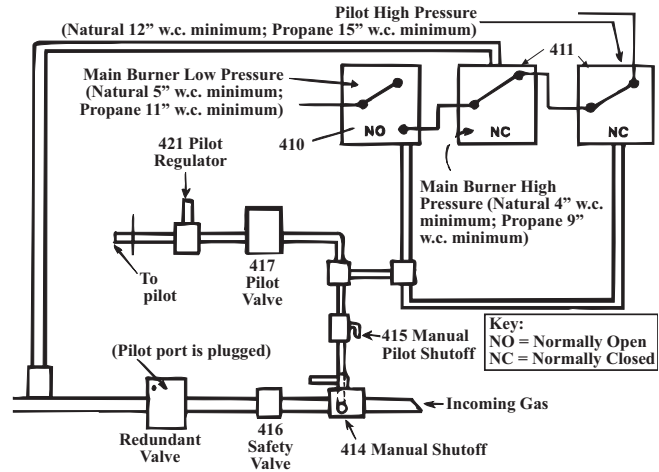 Pilot High Pressure
(Natural 12” w.c. minimum; Propane 15” w.c. minimum)
411
Main Burner Low Pressure
(Natural 5” w.c. minimum;
Propane 11” w.c. minimum)
410
NO
NC
NC
421 Pilot
Regulator
Main Burner High
Pressure (Natural 4” w.c.
minimum; Propane 9”
w.c. minimum)
To
pilot
417
Pilot
Valve
415 Manual
Pilot Shutoff
Key:
NO = Normally Open
NC = Normally Closed
(Pilot port is plugged)
Incoming Gas
Redundant
Valve
416
Safety
Valve
414 Manual Shutoff